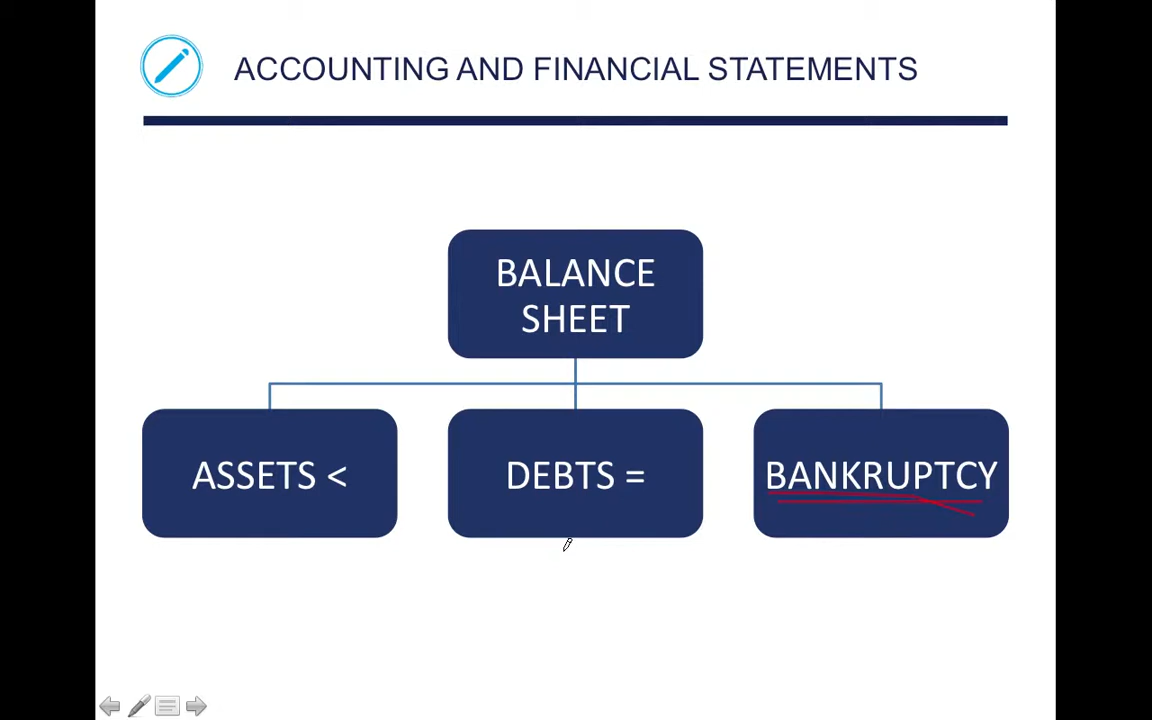 ACCOUNTING AND FINANCIAL STATEMENTS
BALANCE
SHEET
ASSETS <
DEBTS =
BANKRUPTCY